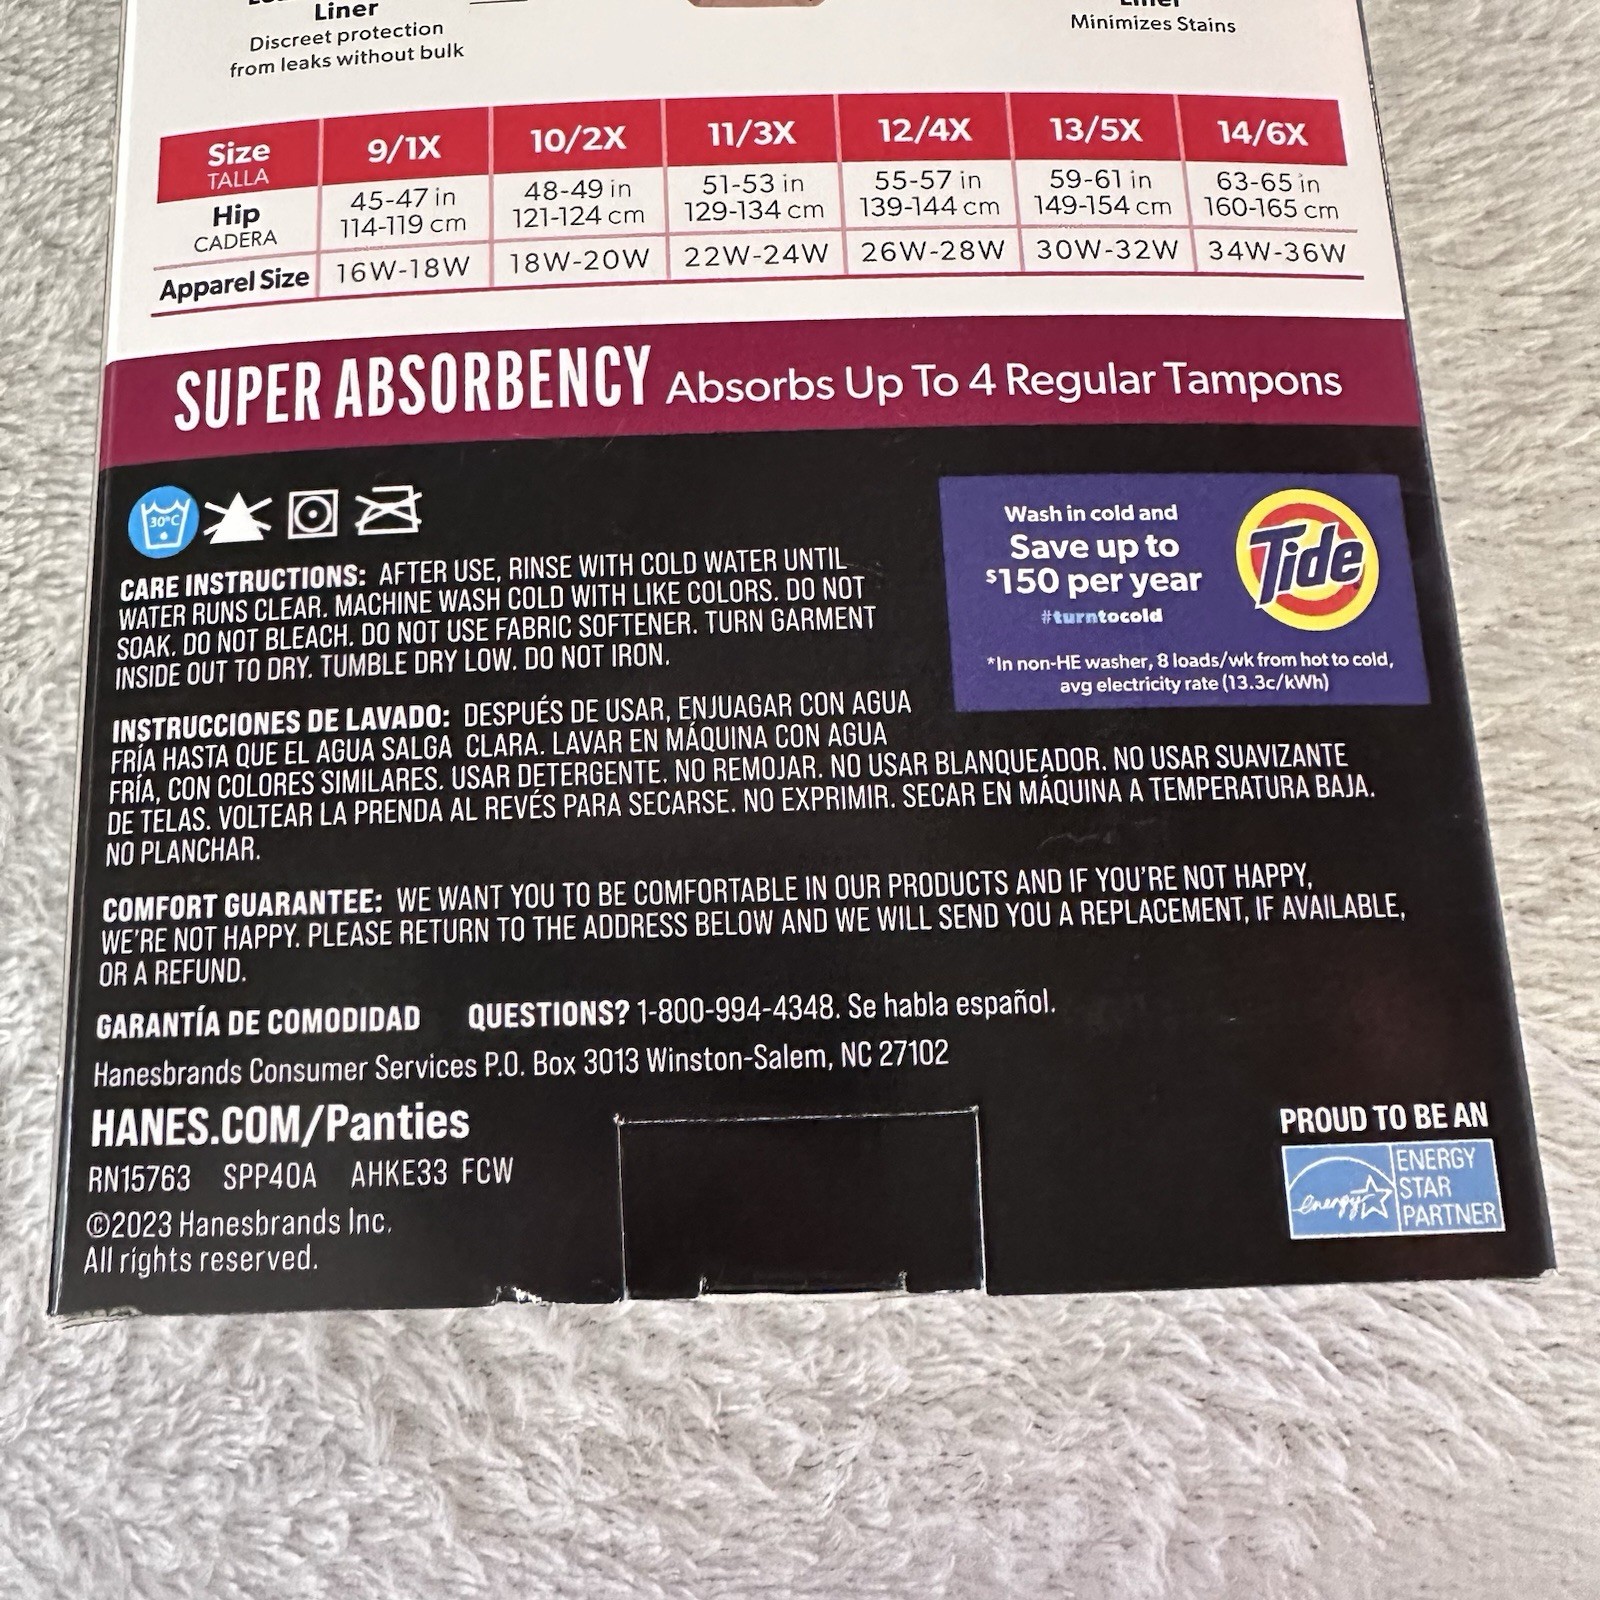 Liner
Discreet protection
from leaks without bulk
Liner
Minimizes Stains
Size 9/1X 10/2X 11/3X 12/4X 13/5X 14/6X
TALLA
Hip 45-47 in 48-49 in 51-53 in 55-57 in 59-61 in 63-65 in
CADERA 114-119 cm 121-124 cm 129-134 cm 139-144 cm 149-154 cm 160-165 cm
Apparel Size 16W-18W 18W-20W 22W-24W 26W-28W 30W-32W 34W-36W
SUPER ABSORBENCY Absorbs Up To 4 Regular Tampons
30°C
CARE INSTRUCTIONS: AFTER USE, RINSE WITH COLD WATER UNTIL
WATER RUNS CLEAR. MACHINE WASH COLD WITH LIKE COLORS. DO NOT
SOAK. DO NOT BLEACH. DO NOT USE FABRIC SOFTENER. TURN GARMENT
INSIDE OUT TO DRY. TUMBLE DRY LOW. DO NOT IRON.
Wash in cold and
Save up to
$150 per year
#turntocold
Tide
*In non-HE washer, 8 loads/wk from hot to cold,
avg electricity rate (13.3c/kWh)
INSTRUCCIONES DE LAVADO: DESPUÉS DE USAR, ENJUAGAR CON AGUA
FRÍA HASTA QUE EL AGUA SALGA CLARA. LAVAR EN MÁQUINA CON AGUA
FRÍA, CON COLORES SIMILARES. USAR DETERGENTE. NO REMOJAR. NO USAR BLANQUEADOR. NO USAR SUAVIZANTE
DE TELAS. VOLTEAR LA PRENDA AL REVÉS PARA SECARSE. NO EXPRIMIR. SECAR EN MÁQUINA A TEMPERATURA BAJA.
NO PLANCHAR.
COMFORT GUARANTEE: WE WANT YOU TO BE COMFORTABLE IN OUR PRODUCTS AND IF YOU'RE NOT HAPPY,
WE'RE NOT HAPPY. PLEASE RETURN TO THE ADDRESS BELOW AND WE WILL SEND YOU A REPLACEMENT, IF AVAILABLE,
OR A REFUND.
GARANTÍA DE COMODIDAD QUESTIONS? 1-800-994-4348. Se habla español.
Hanesbrands Consumer Services P.O. Box 3013 Winston-Salem, NC 27102
HANES.COM/Panties
RN15763 SPP40A AHKE33 FCW
©2023 Hanesbrands Inc.
All rights reserved.
PROUD TO BE AN
energy
ENERGY
STAR
PARTNER